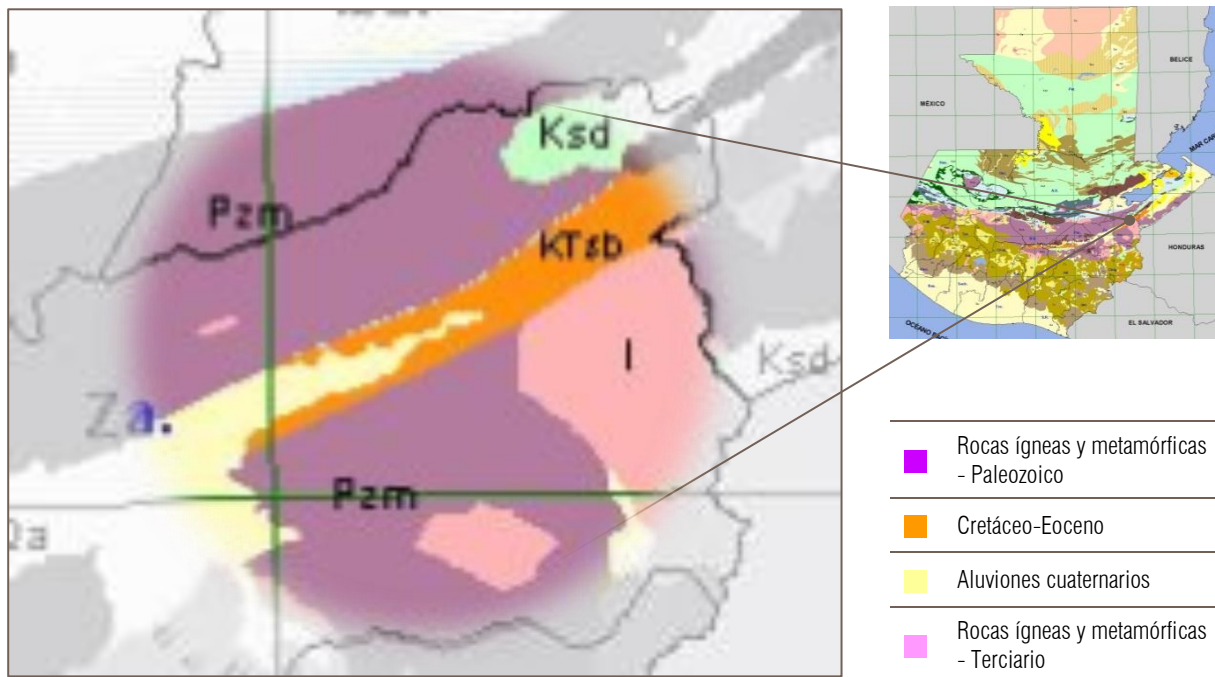 Ksd
Pzm
KTsb
I
Ksd
Za.
Pzm
BELICE
MÉXICO
HONDURAS
EL SALVADOR
Rocas ígneas y metamórficas
- Paleozoico
Cretáceo-Eoceno
Aluviones cuaternarios
Rocas ígneas y metamórficas
- Terciario